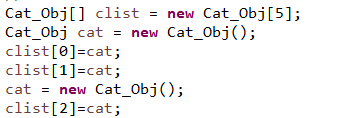 Cat_Obj[] clist = new Cat_Obj[5];
Cat_Obj cat = new Cat_Obj();
clist[0]=cat;
clist[1]=cat;
cat = new Cat_Obj();
clist[2]=cat;